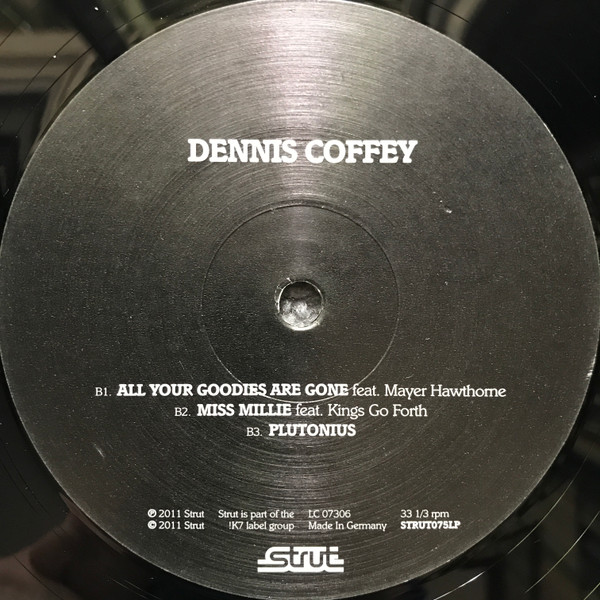 DENNIS COFFEY
B1. ALL YOUR GOODIES ARE GONE feat. Mayer Hawthorne
B2. MISS MILLIE feat. Kings Go Forth
B3. PLUTONIUS
℗ 2011 Strut Strut is part of the LC 07306 33 1/3 rpm
© 2011 Strut !K7 label group Made In Germany STRUT075LP
Strut